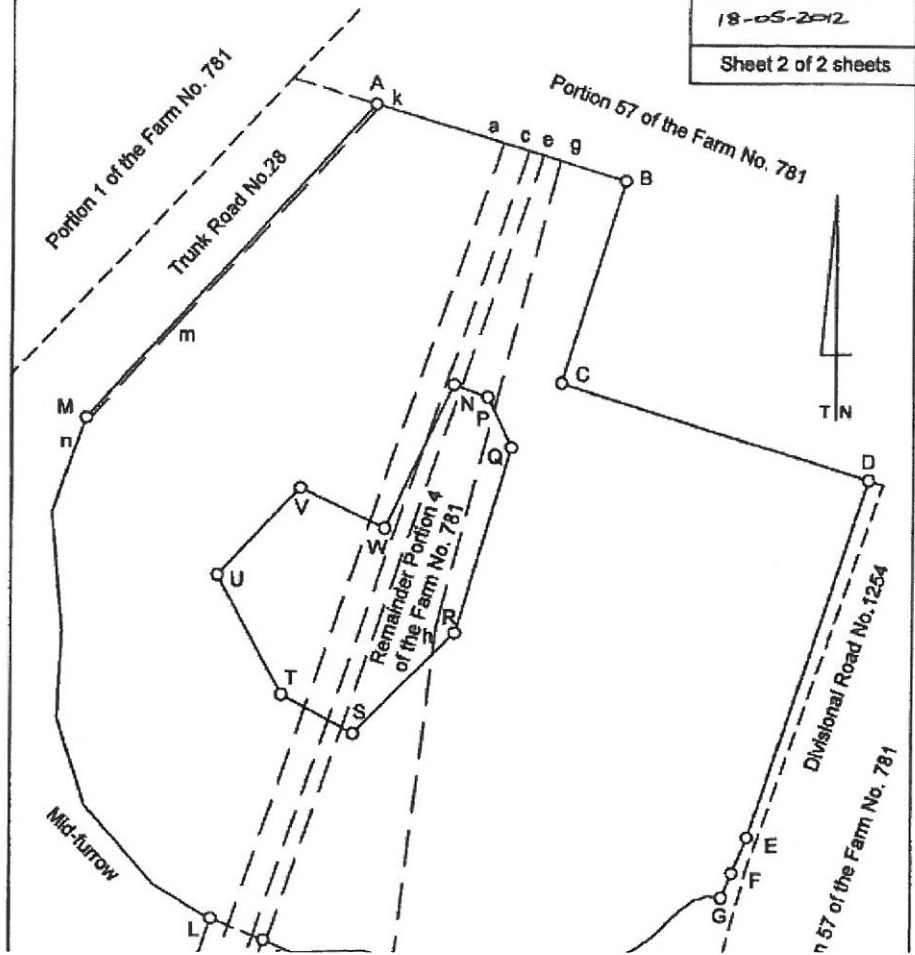 18-05-2012
Sheet 2 of 2 sheets
Portion 1 of the Farm No. 781
A
k
Portion 57 of the Farm No. 781
a
c
e
g
B
Trunk Road No.28
m
M
n
C
T N
N
P
Q
D
V
W
U
Remainder Portion 4
of the Farm No. 781
R
h
T
S
Divisional Road No.1254
Mid-furrow
E
F
G
L
n 57 of the Farm No. 781